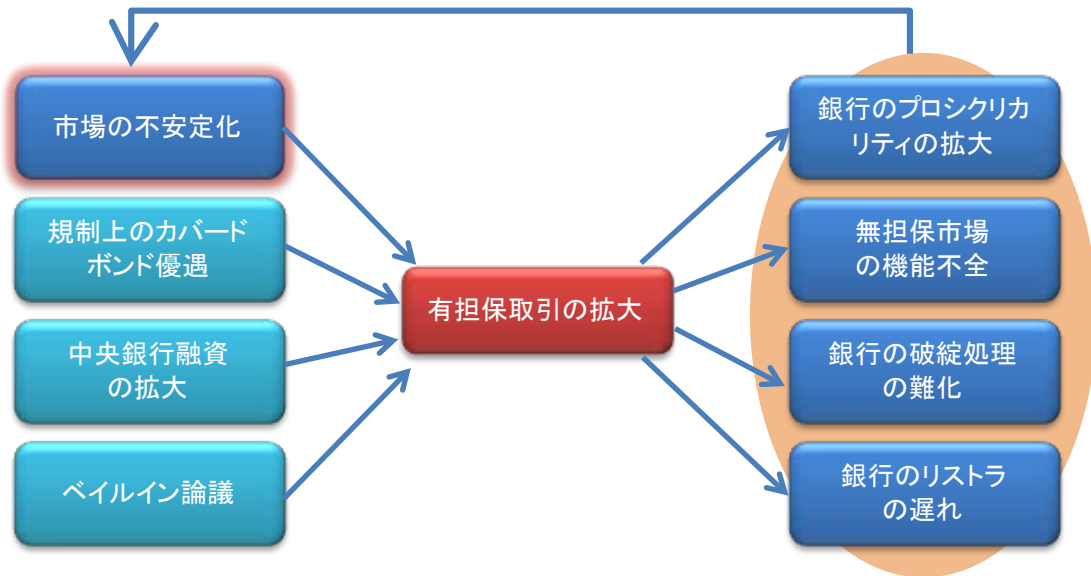 市場の不安定化
規制上のカバード
ボンド優遇
中央銀行融資
の拡大
ベイルイン論議
有担保取引の拡大
銀行のプロシクリカ
リティの拡大
無担保市場
の機能不全
銀行の破綻処理
の難化
銀行のリストラ
の遅れ